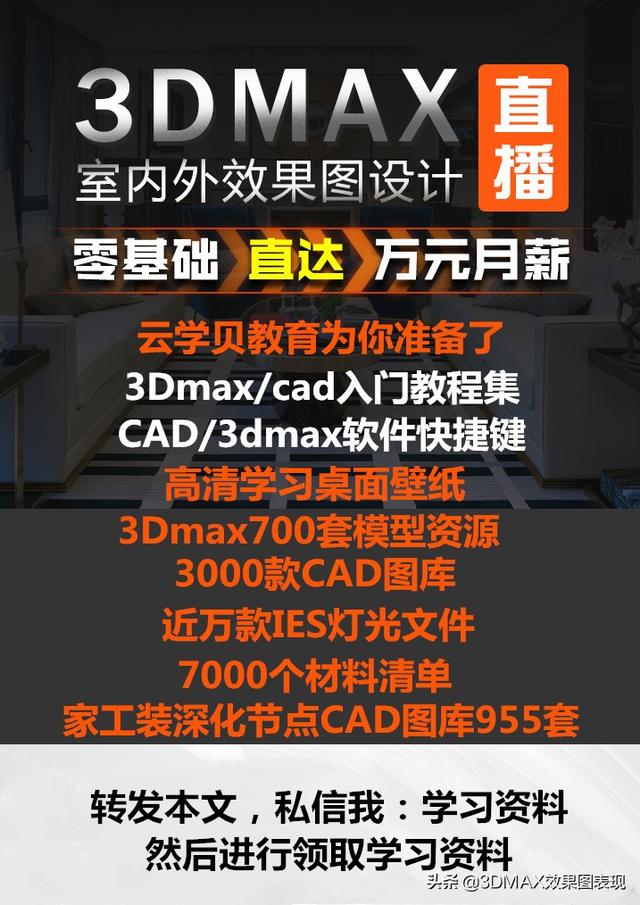 3DMAX
直播
室内外效果图设计
零基础 直达 万元月薪
云学贝教育为你准备了
3Dmax/cad入门教程集
CAD/3dmax软件快捷键
高清学习桌面壁纸
3Dmax700套模型资源
3000款CAD图库
近万款IES灯光文件
7000个材料清单
家工装深化节点CAD图库955套
转发本文，私信我：学习资料
然后进行领取学习资料
头条 @3DMAX效果图表现